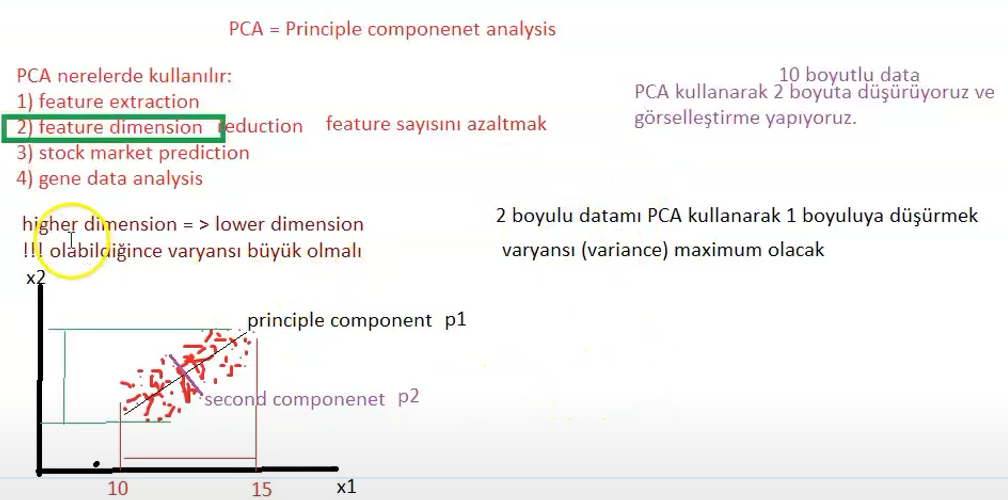 PCA = Principle componenet analysis
PCA nerelerde kullanılır:
1) feature extraction
2) feature dimension reduction feature sayısını azaltmak
3) stock market prediction
4) gene data analysis
10 boyutlu data
PCA kullanarak 2 boyuta düşürüyoruz ve
görselleştirme yapıyoruz.
higher dimension = > lower dimension
!!! olabildiğince varyansı büyük olmalı
2 boyulu datamı PCA kullanarak 1 boyuluya düşürmek
varyansı (variance) maximum olacak
x2
principle component p1
second componenet p2
10 15 x1